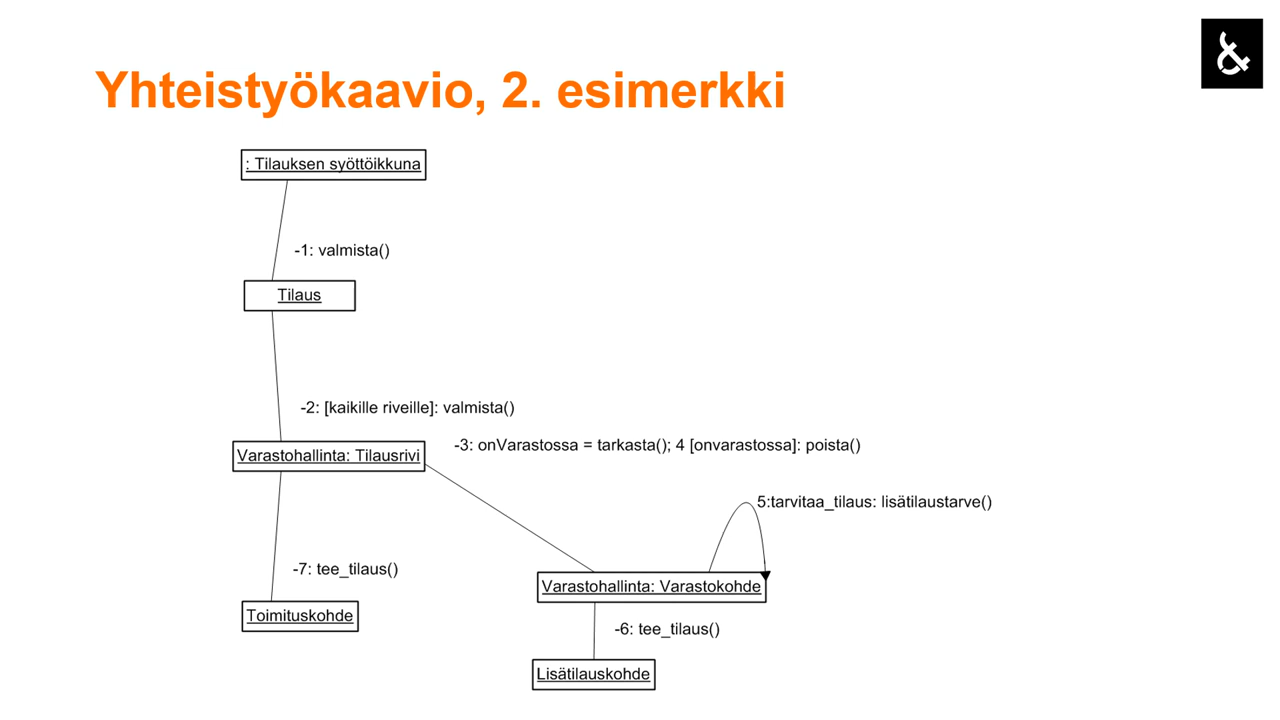 &
Yhteistyökaavio, 2. esimerkki
: Tilauksen syöttöikkuna
-1: valmista()
Tilaus
-2: [kaikille riveille]: valmista()
-3: onVarastossa = tarkasta(); 4 [onvarastossa]: poista()
Varastohallinta: Tilausrivi
5:tarvitaa_tilaus: lisätilaustarve()
-7: tee_tilaus()
Varastohallinta: Varastokohde
Toimituskohde
-6: tee_tilaus()
Lisätilauskohde